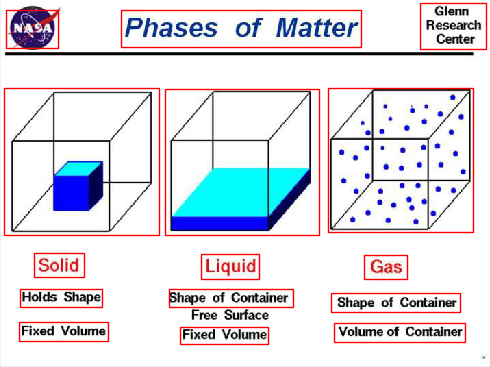 NASA
Phases of Matter
Glenn
Research
Center
Solid
Liquid
Gas
Holds Shape
Fixed Volume
Shape of Container
Free Surface
Fixed Volume
Shape of Container
Volume of Container